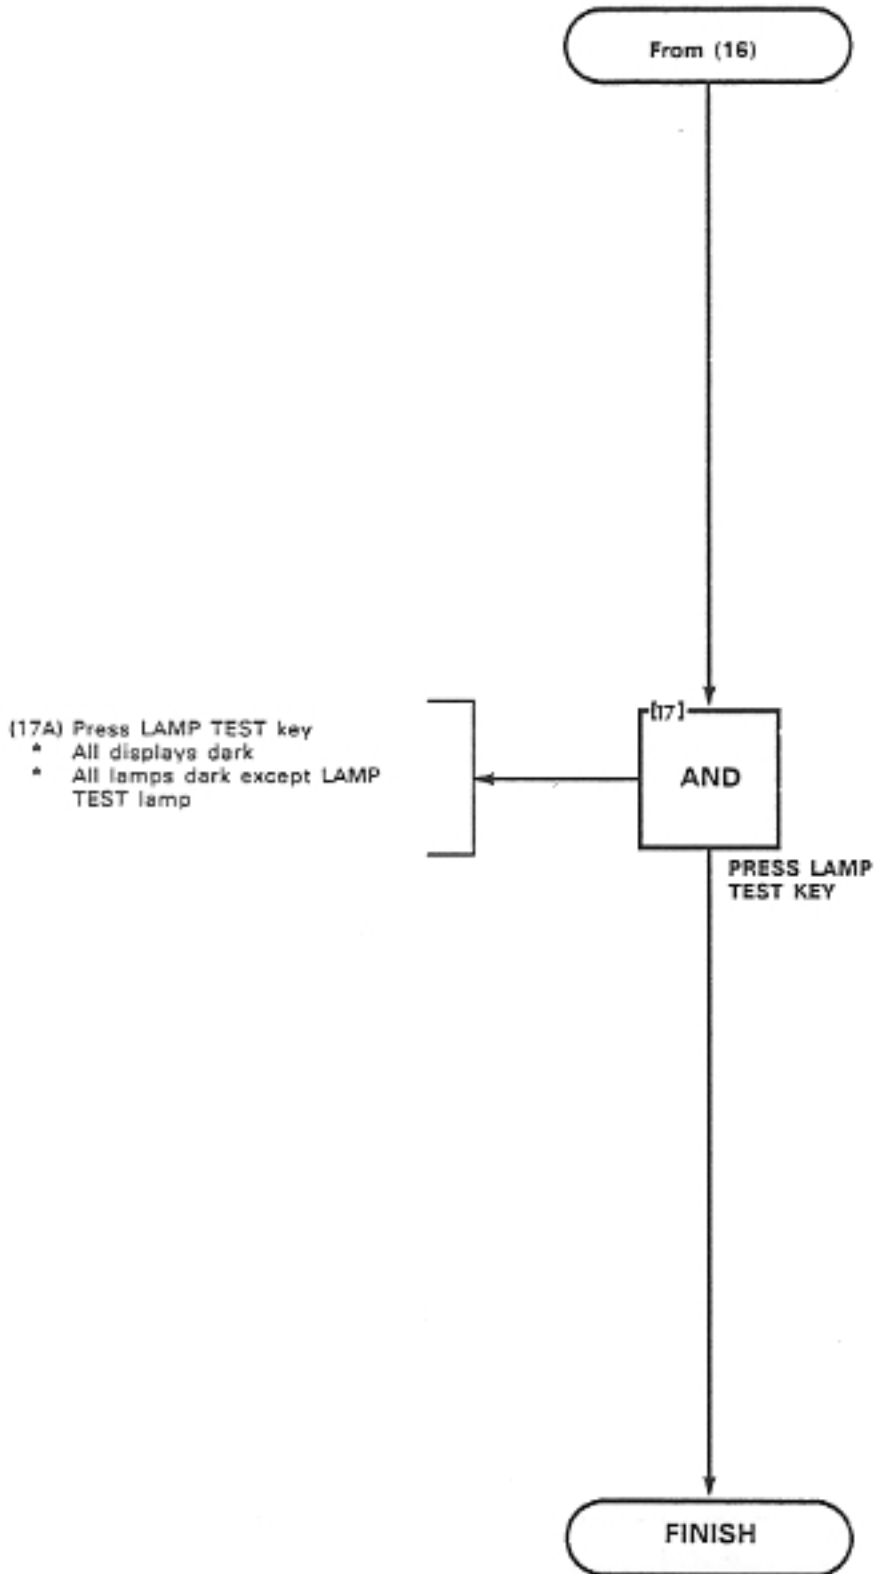 From (16)
(17A) Press LAMP TEST key
* All displays dark
* All lamps dark except LAMP
TEST lamp
[17]
AND
PRESS LAMP
TEST KEY
FINISH